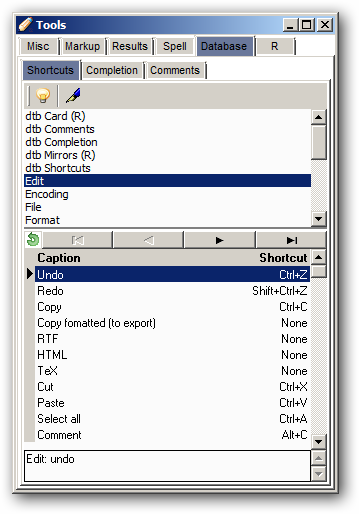 Tools
Misc Markup Results Spell Database R
Shortcuts Completion Comments
dtb Card (R)
dtb Comments
dtb Completion
dtb Mirrors (R)
dtb Shortcuts
Edit
Encoding
File
Format
Caption Shortcut
Undo Ctrl+Z
Redo Shift+Ctrl+Z
Copy Ctrl+C
Copy fomatted (to export) None
RTF None
HTML None
TeX None
Cut Ctrl+X
Paste Ctrl+V
Select all Ctrl+A
Comment Alt+C
Edit: undo